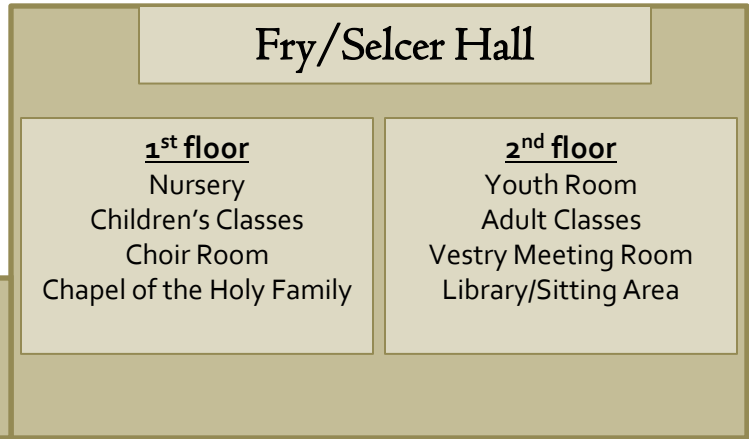 Fry/Selcer Hall
1st floor
Nursery
Children’s Classes
Choir Room
Chapel of the Holy Family
2nd floor
Youth Room
Adult Classes
Vestry Meeting Room
Library/Sitting Area